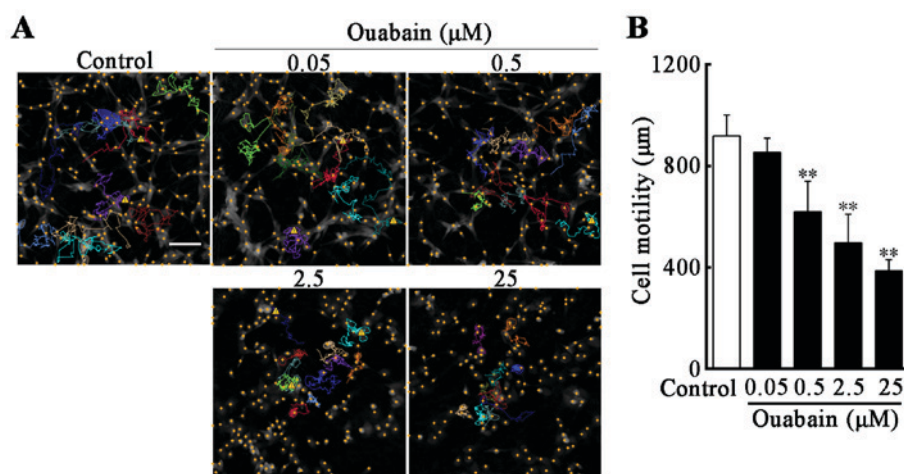 A
Ouabain (μM)
Control
0.05
0.5
2.5
25
B
Cell motility (μm)
1200
800
400
0
**
**
**
Control
0.05 0.5 2.5 25
Ouabain (μM)